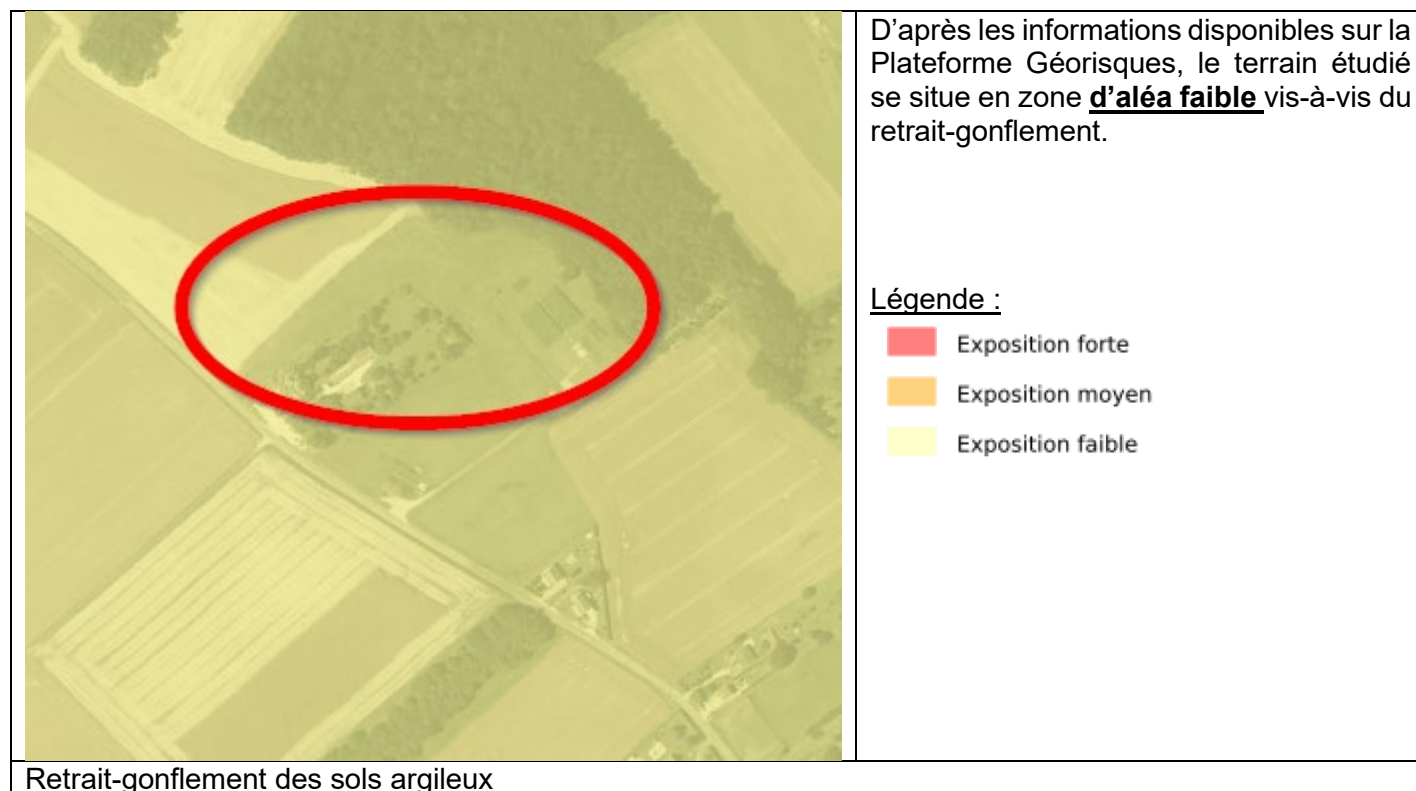 D’après les informations disponibles sur la
Plateforme Géorisques, le terrain étudié
se situe en zone d’aléa faible vis-à-vis du
retrait-gonflement.
Légende :
Exposition forte
Exposition moyen
Exposition faible
Retrait-gonflement des sols argileux